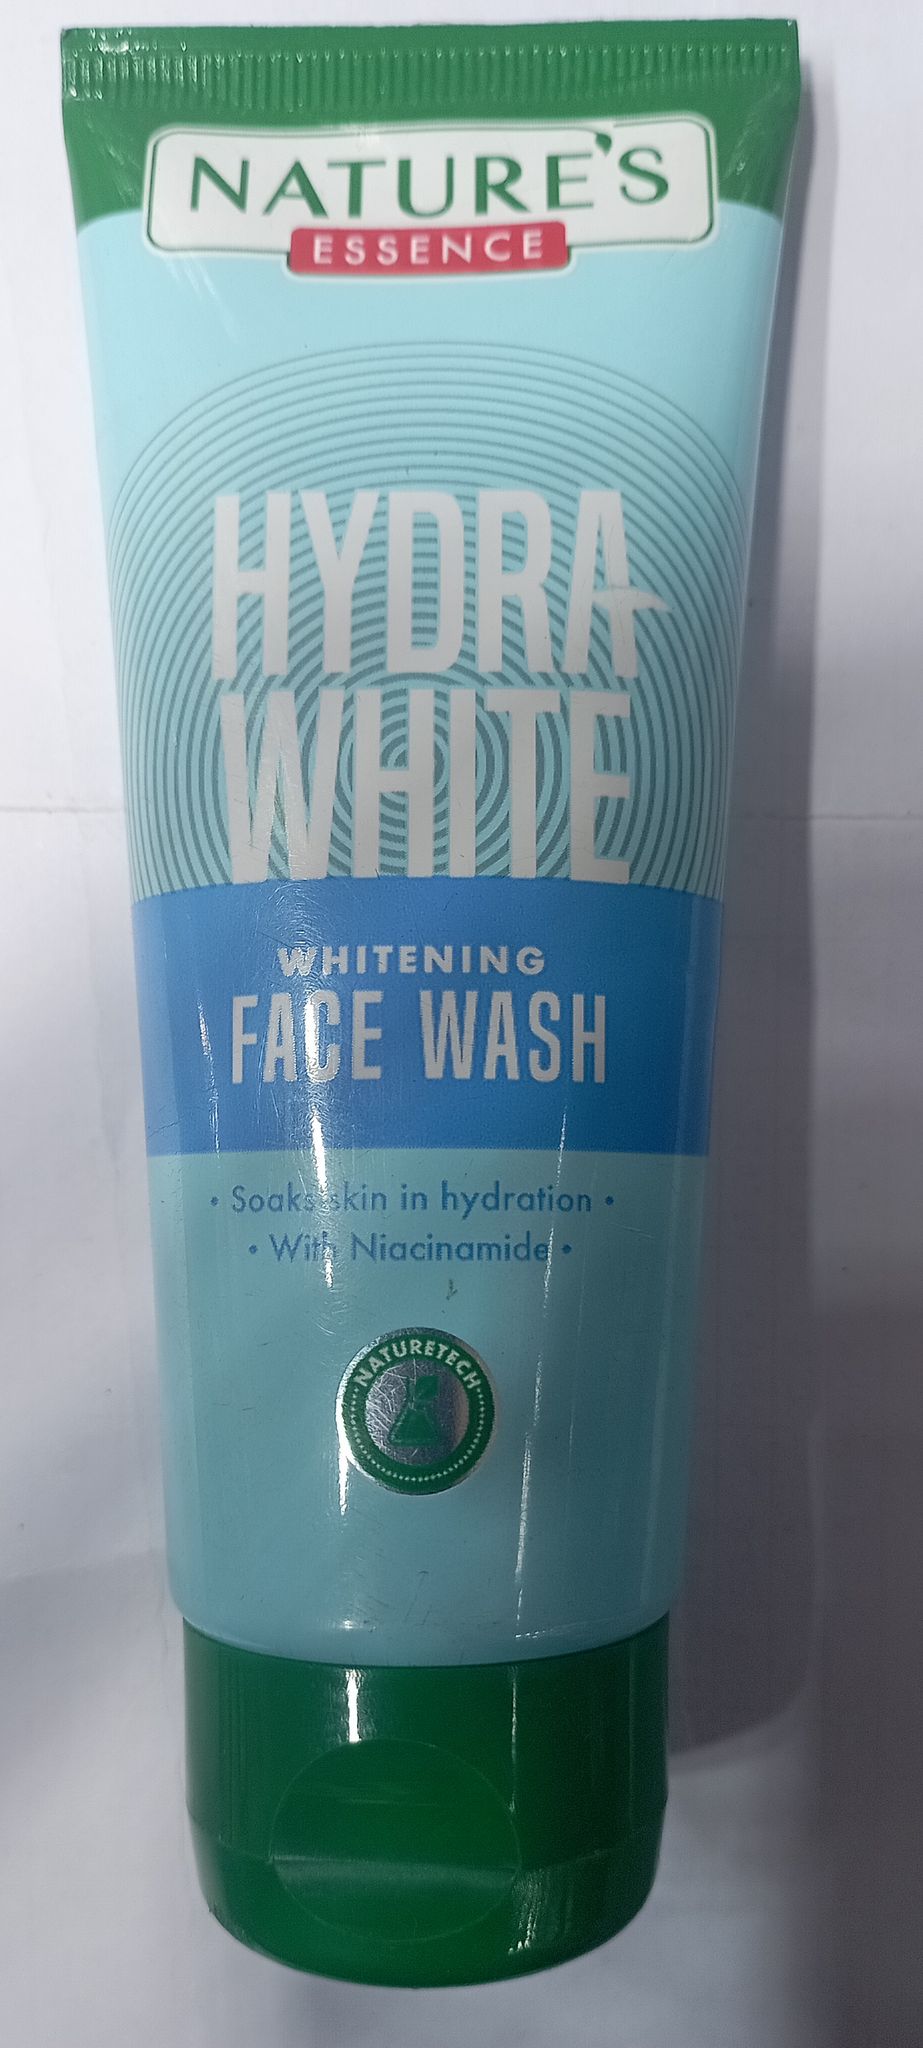 NATURE'S
ESSENCE
HYDRA
WHITE
WHITENING
FACE WASH
• Soaks skin in hydration •
• With Niacinamide •
NATURETECH